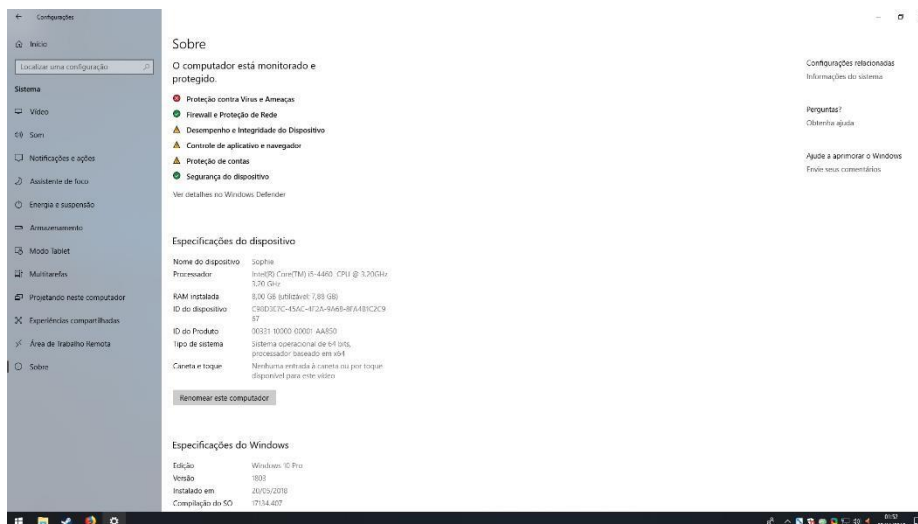 Configurações
Início
Localizar uma configuração
Sistema
Vídeo
Som
Notificações e ações
Assistente de foco
Energia e suspensão
Armazenamento
Modo Tablet
Multitarefas
Projetando neste computador
Experiências compartilhadas
Área de Trabalho Remota
Sobre
Sobre
O computador está monitorado e
protegido.
Proteção contra Vírus e Ameaças
Firewall e Proteção de Rede
Desempenho e Integridade do Dispositivo
Controle de aplicativo e navegador
Proteção de contas
Segurança do dispositivo
Ver detalhes no Windows Defender
Especificações do dispositivo
Nome do dispositivo Sophie
Processador Intel(R) Core(TM) i5-4460 CPU @ 3.20GHz
3.20 GHz
RAM instalada 8,00 GB (utilizável: 7,88 GB)
ID do dispositivo
87
ID do Produto 00331-10000-00001-AA850
Tipo de sistema Sistema operacional de 64 bits,
processador baseado em x64
Caneta e toque Nenhuma entrada à caneta ou por toque
disponível para este vídeo
Renomear este computador
Especificações do Windows
Edição Windows 10 Pro
Versão 1803
Instalado em 20/05/2018
Compilação do SO 17134.407
Configurações relacionadas
Informações do sistema
Perguntas?
Obtenha ajuda
Ajude a aprimorar o Windows
Envie seus comentários
01:52